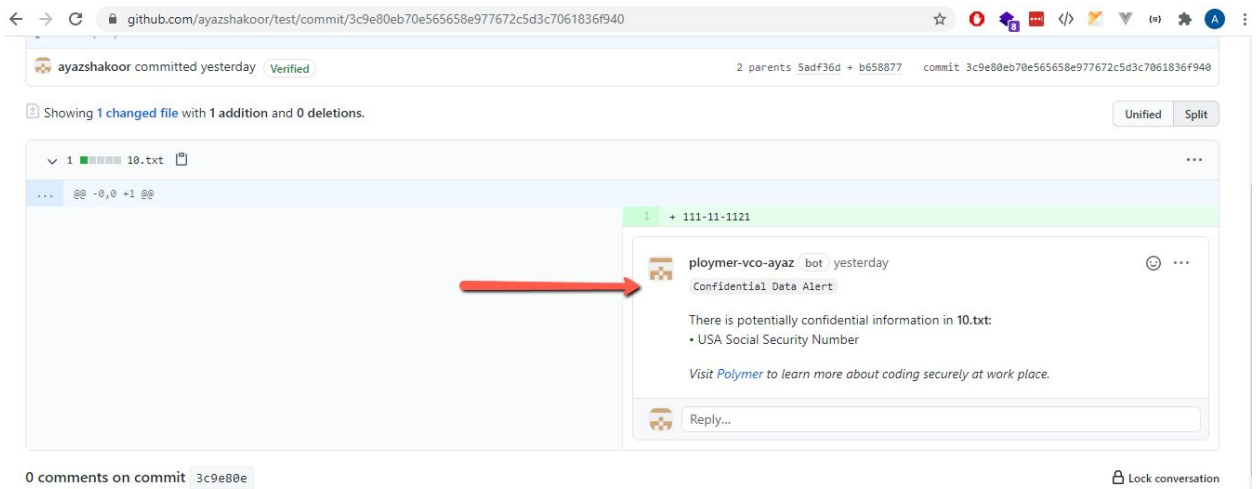 github.com/ayazshakoor/test/commit/3c9e80eb70e565658e977672c5d3c7061836f940
8
A
ayazshakoor committed yesterday Verified
2 parents 5adf36d + b658877 commit 3c9e80eb70e565658e977672c5d3c7061836f940
Showing 1 changed file with 1 addition and 0 deletions.
Unified Split
1 10.txt
...
... @@ -0,0 +1 @@
1 + 111-11-1121
ploymer-vco-ayaz bot yesterday
Confidential Data Alert
There is potentially confidential information in 10.txt:
• USA Social Security Number
Visit Polymer to learn more about coding securely at work place.
Reply...
0 comments on commit 3c9e80e
Lock conversation